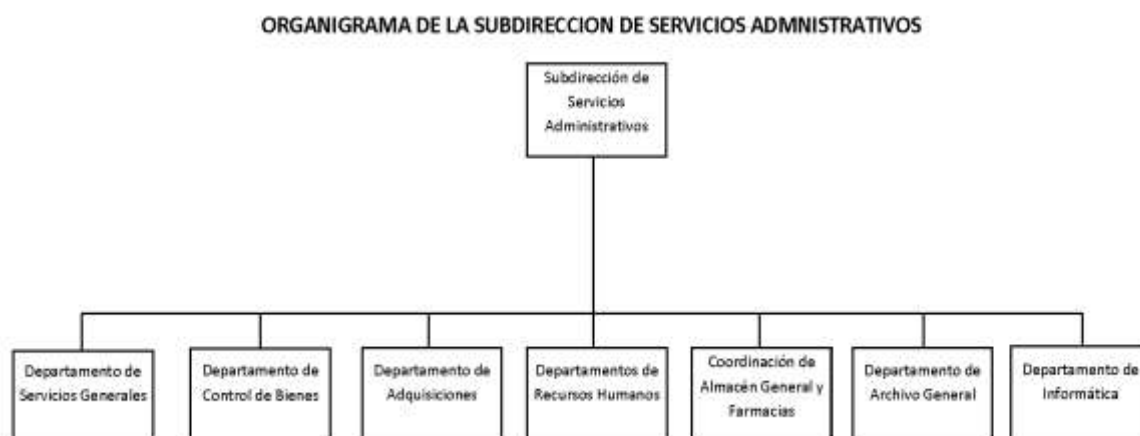 ORGANIGRAMA DE LA SUBDIRECCION DE SERVICIOS ADMNISTRATIVOS
Subdirección de
Servicios
Administrativos
Departamento de
Servicios Generales
Departamento de
Control de Bienes
Departamento de
Adquisiciones
Departamentos de
Recursos Humanos
Coordinación de
Almacén General y
Farmacias
Departamento de
Archivo General
Departamento de
Informática